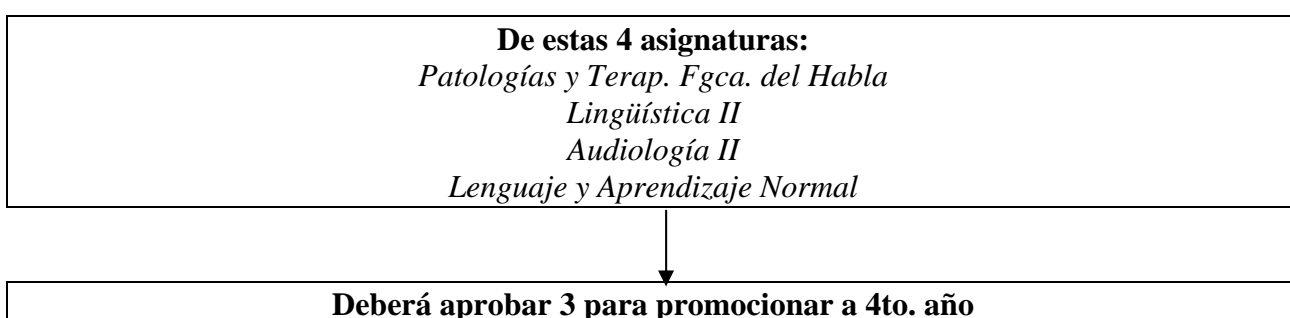 De estas 4 asignaturas:
Patologías y Terap. Fgca. del Habla
Lingüística II
Audiología II
Lenguaje y Aprendizaje Normal
Deberá aprobar 3 para promocionar a 4to. año